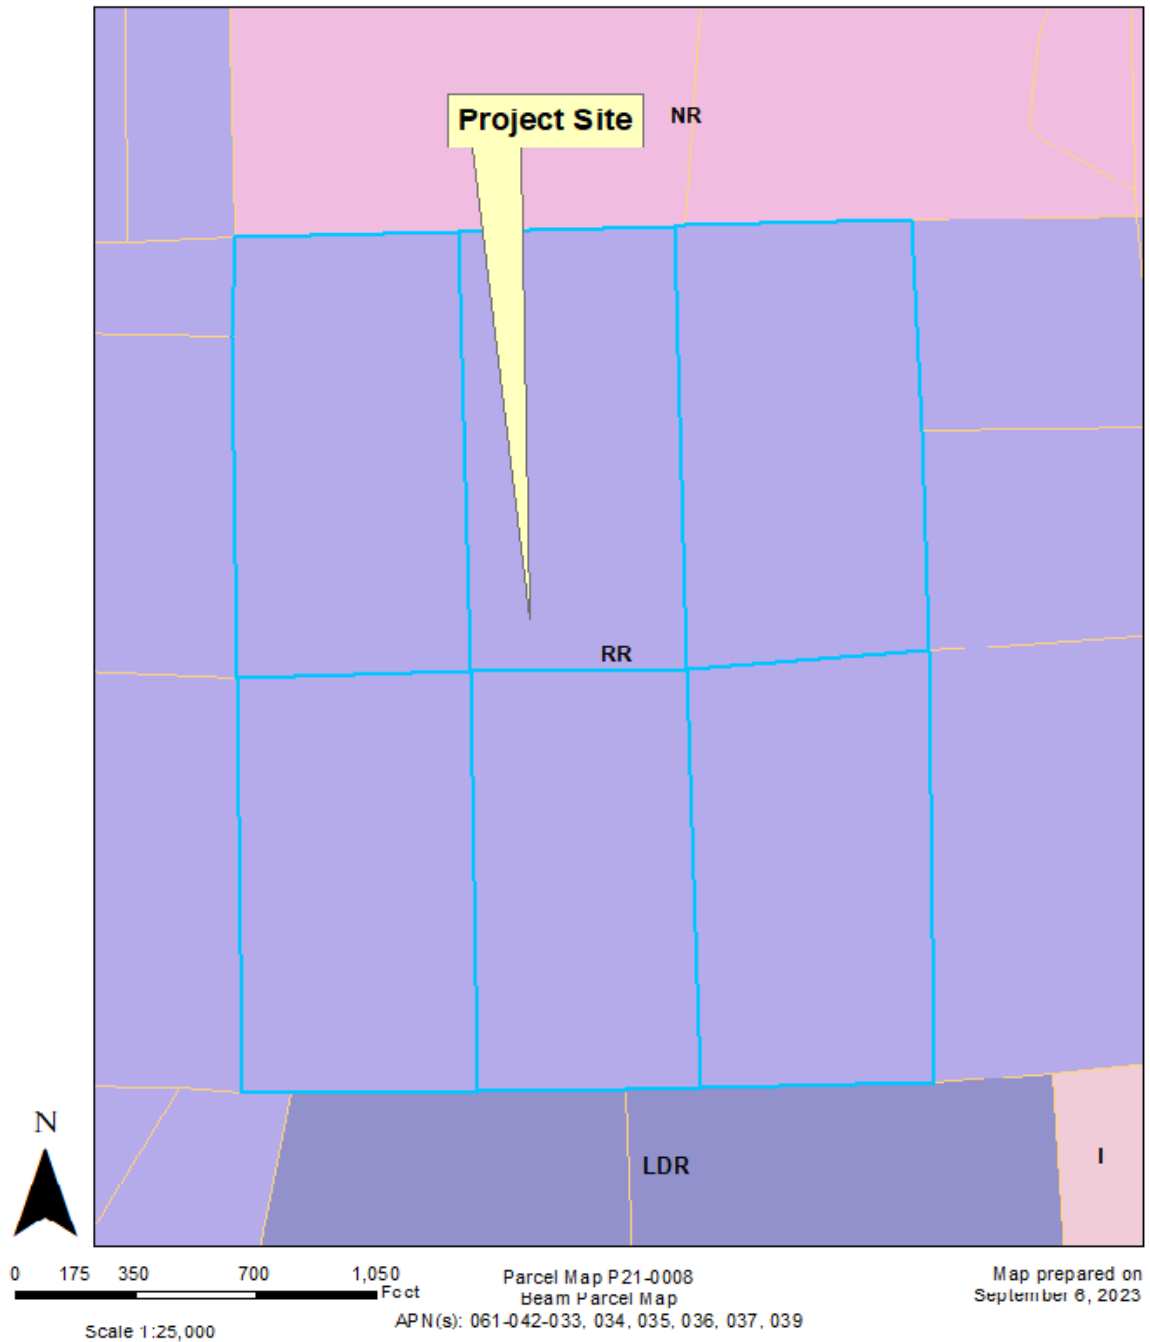 Project Site
NR
RR
LDR
I
N
0 175 350 700 1,050
Feet
Scale 1:25,000
Parcel Map P21-0008
Beam Parcel Map
APN(s): 061-042-033, 034, 035, 036, 037, 039
Map prepared on
September 6, 2023